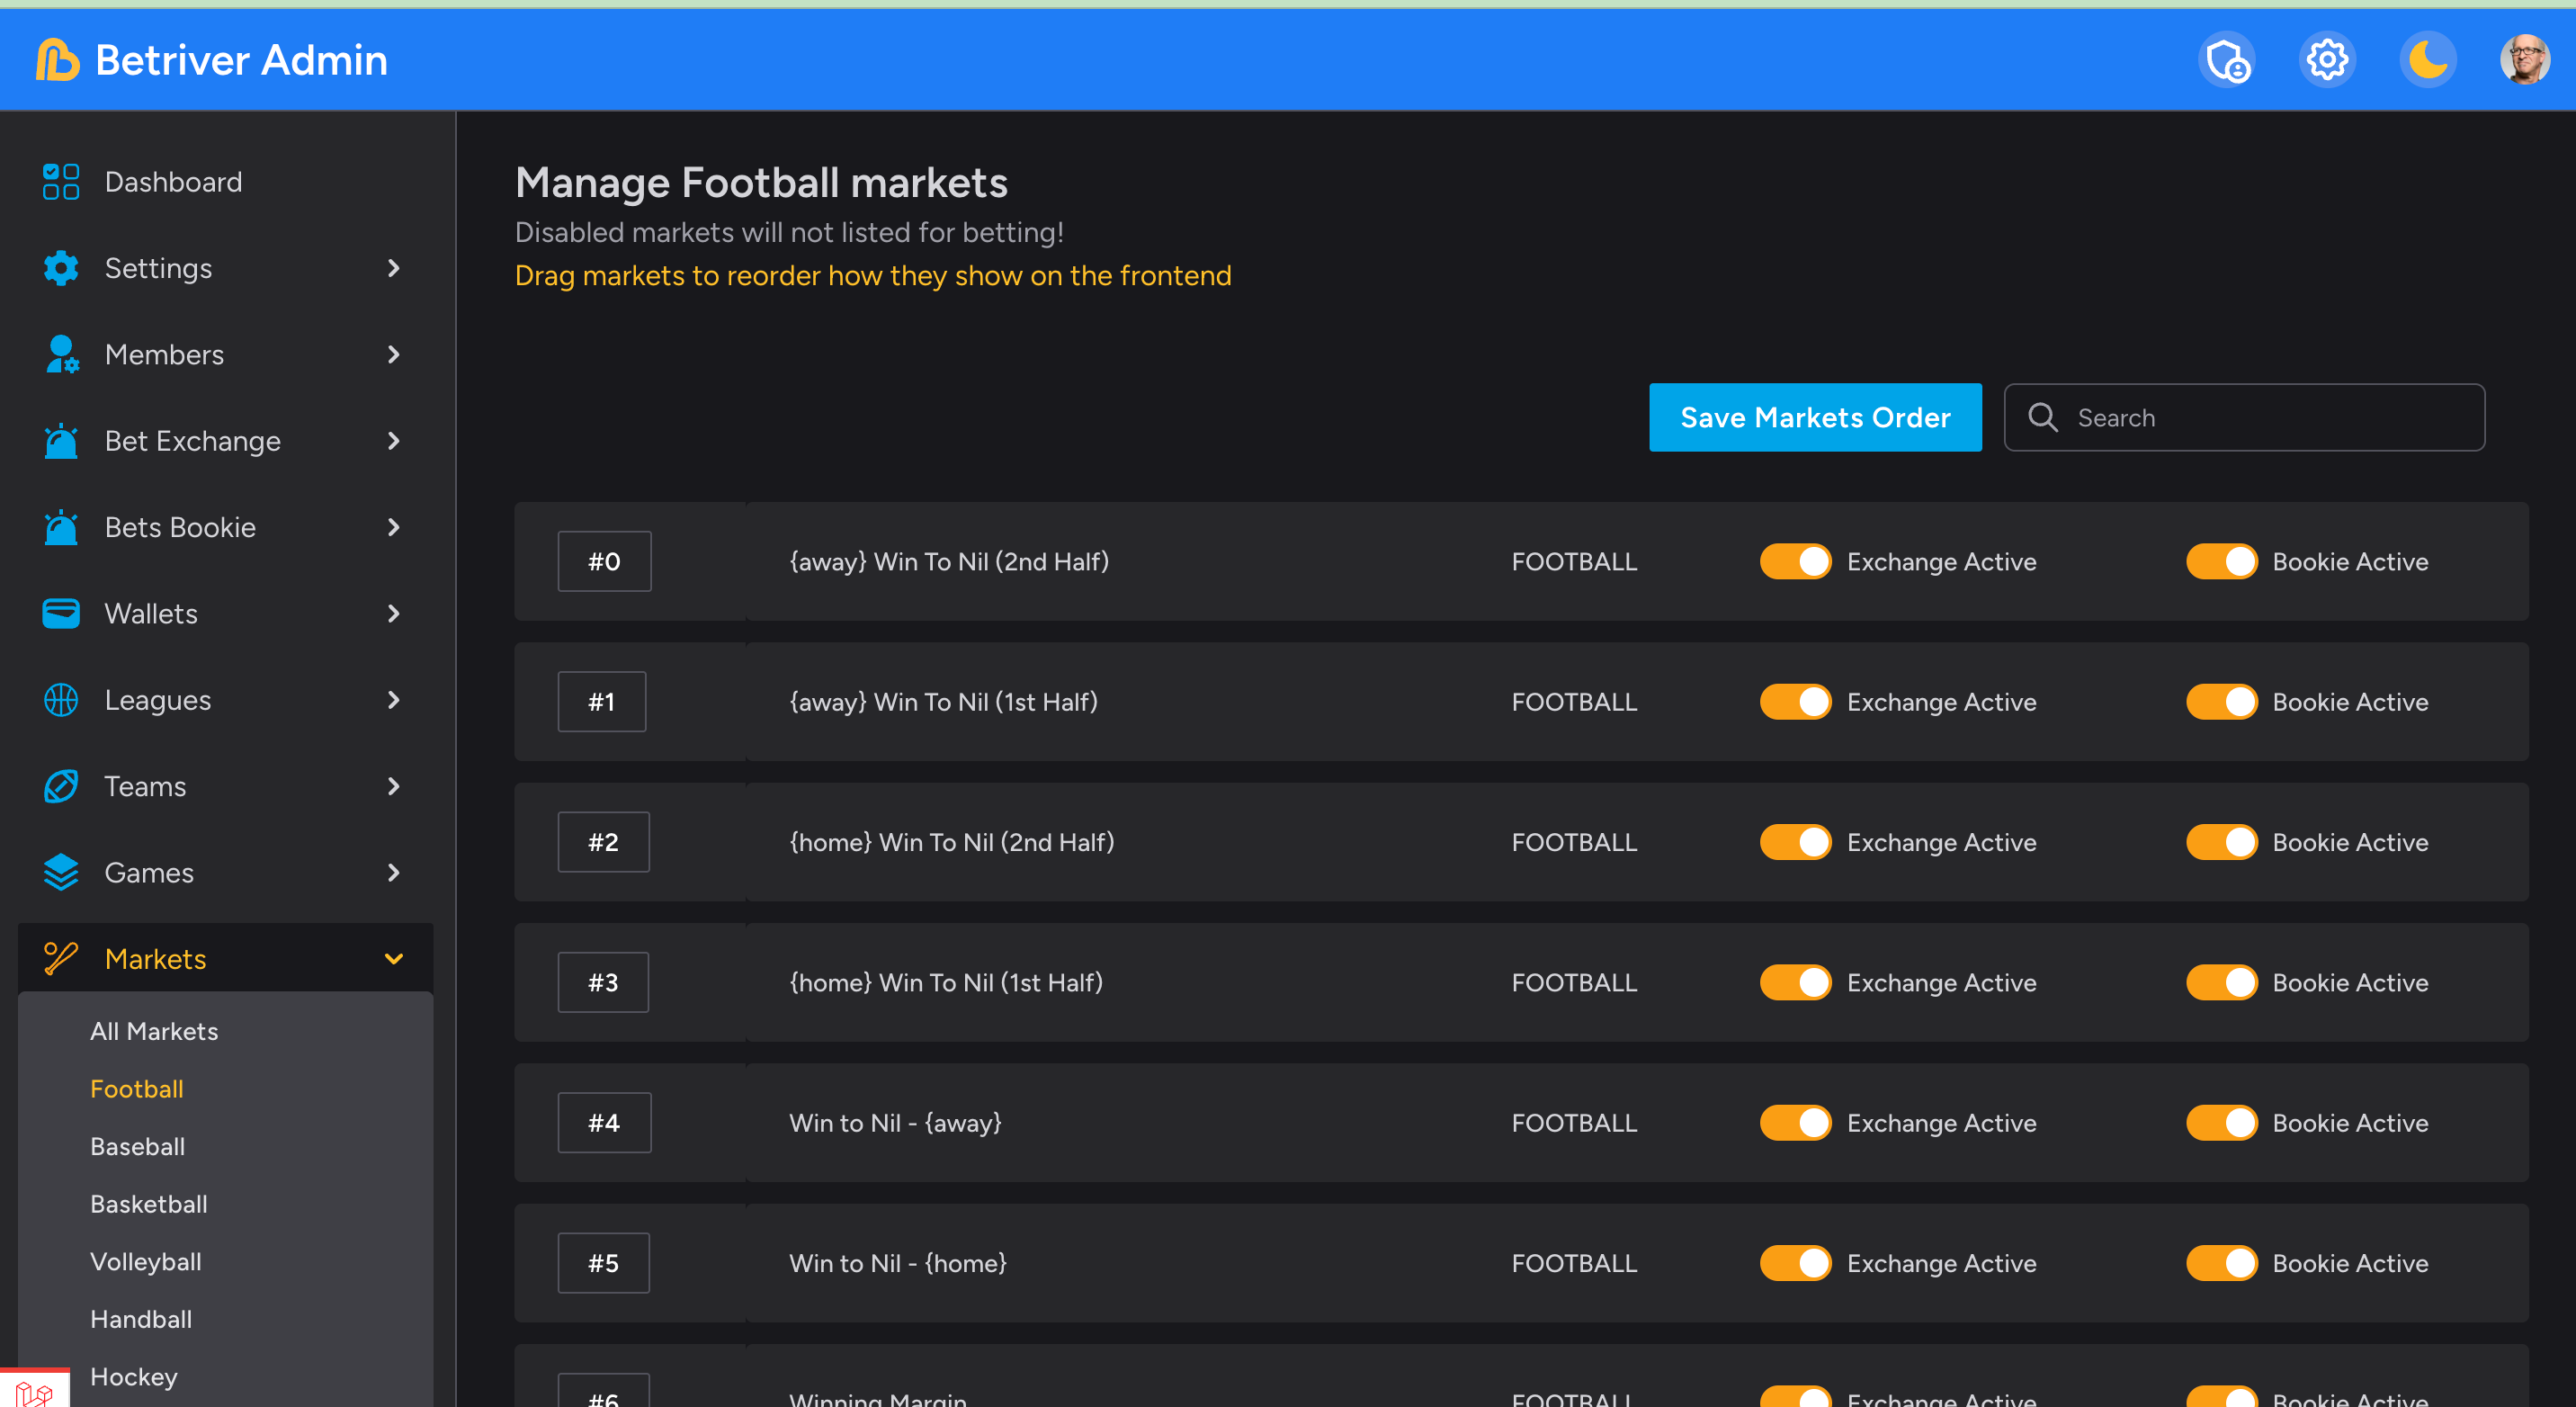 Betriver Admin
Dashboard
Settings
Members
Bet Exchange
Bets Bookie
Wallets
Leagues
Teams
Games
Markets
All Markets
Football
Baseball
Basketball
Volleyball
Handball
Hockey
Manage Football markets
Disabled markets will not listed for betting!
Drag markets to reorder how they show on the frontend
Save Markets Order
Search
#0 {away} Win To Nil (2nd Half) FOOTBALL Exchange Active Bookie Active
#1 {away} Win To Nil (1st Half) FOOTBALL Exchange Active Bookie Active
#2 {home} Win To Nil (2nd Half) FOOTBALL Exchange Active Bookie Active
#3 {home} Win To Nil (1st Half) FOOTBALL Exchange Active Bookie Active
#4 Win to Nil - {away} FOOTBALL Exchange Active Bookie Active
#5 Win to Nil - {home} FOOTBALL Exchange Active Bookie Active
#6 Winning Margin FOOTBALL Exchange Active Bookie Active